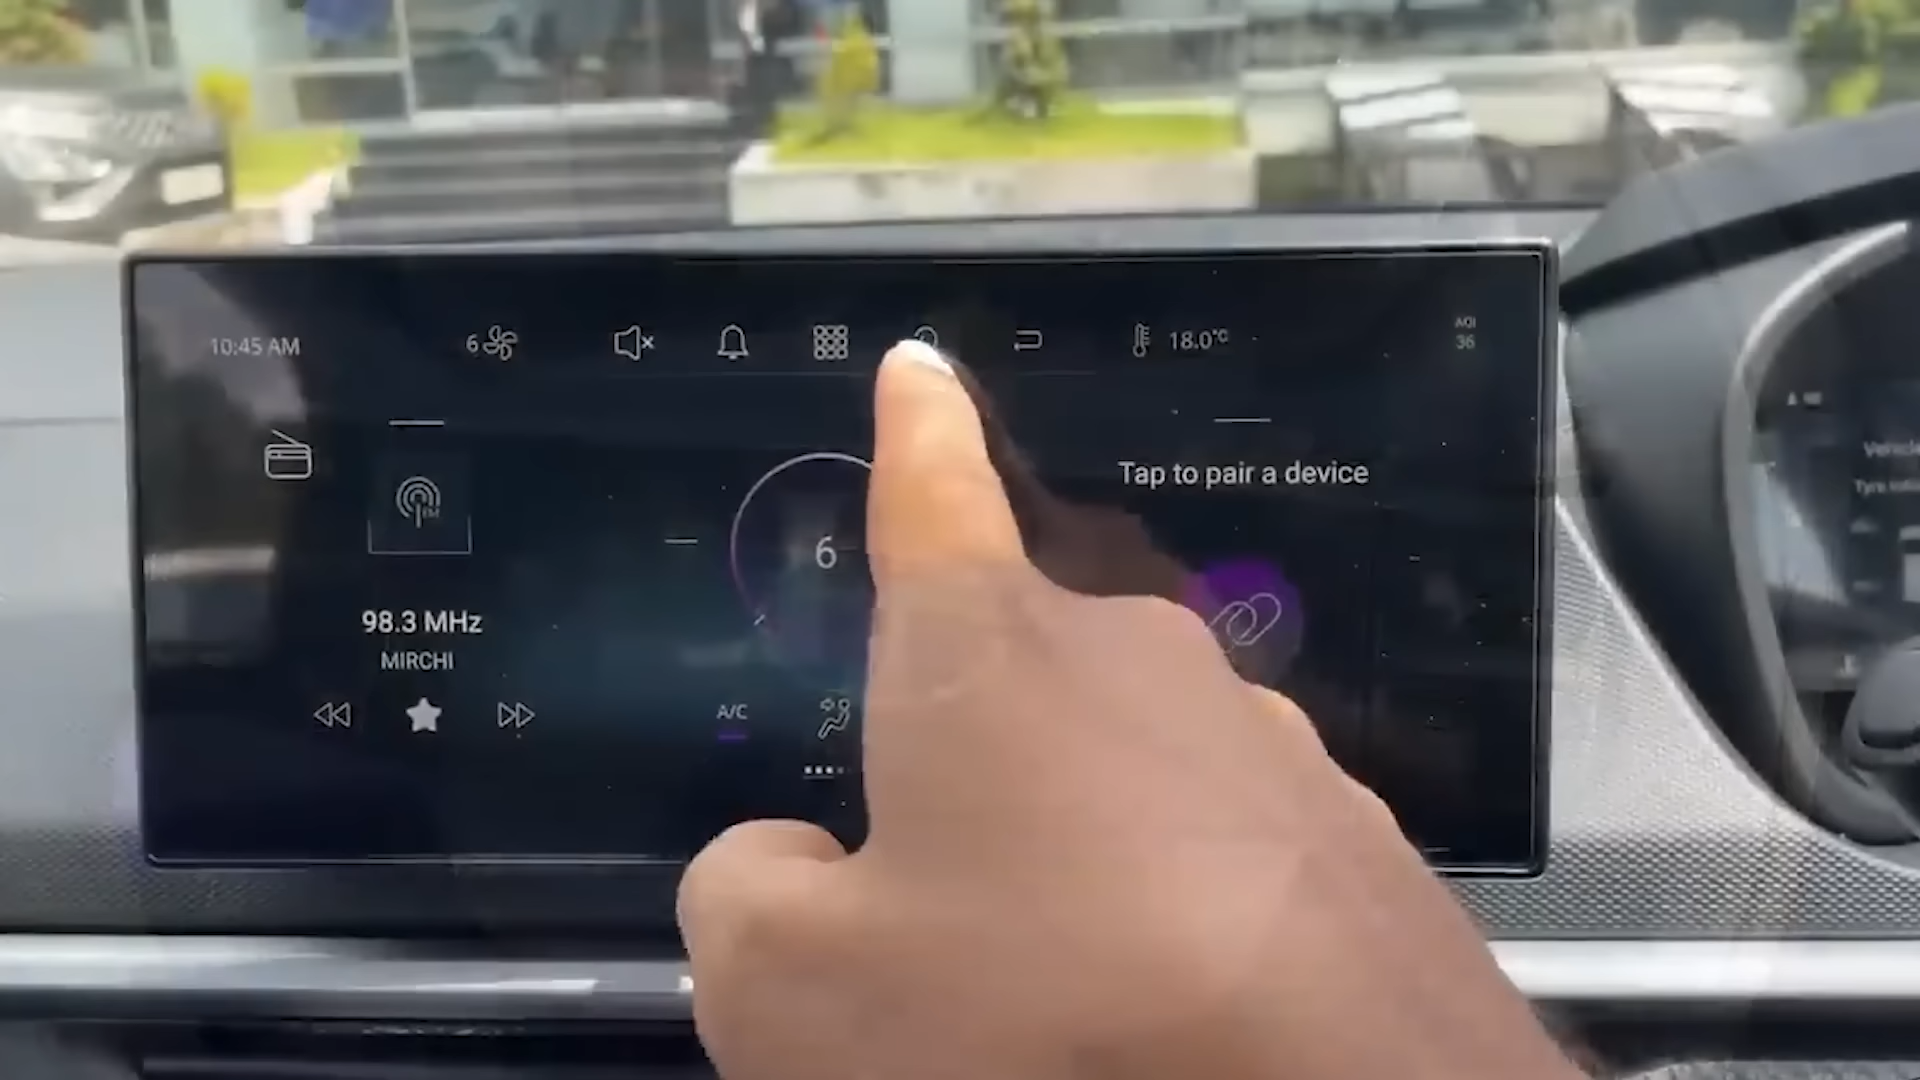 10:45 AM
6
18.0°C
AQI
36
Tap to pair a device
6
98.3 MHz
MIRCHI
A/C